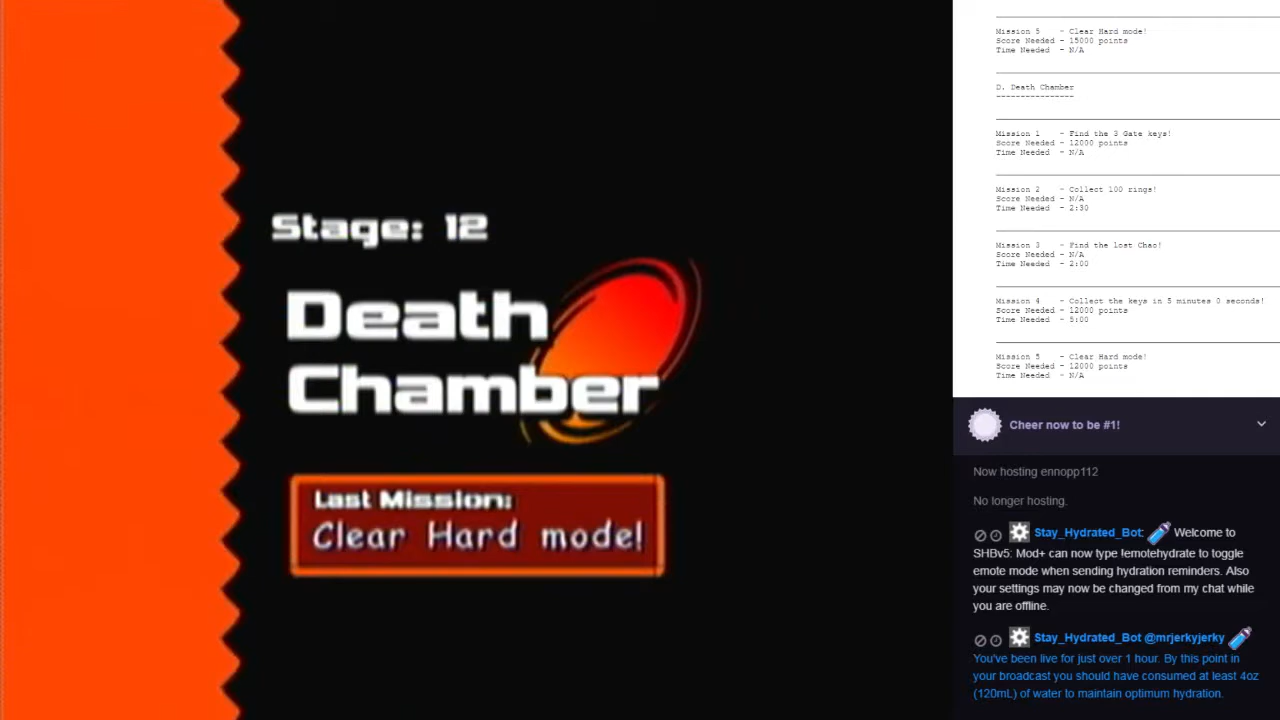 Stage: 12
Death
Chamber
Last Mission:
Clear Hard mode!
Mission 5 - Clear Hard mode!
Score Needed - 15000 points
Time Needed - N/A
D. Death Chamber
----------------
Mission 1 - Find the 3 Gate keys!
Score Needed - 12000 points
Time Needed - N/A
Mission 2 - Collect 100 rings!
Score Needed - N/A
Time Needed - 2:30
Mission 3 - Find the lost Chao!
Score Needed - N/A
Time Needed - 2:00
Mission 4 - Collect the keys in 5 minutes 0 seconds!
Score Needed - 12000 points
Time Needed - 5:00
Mission 5 - Clear Hard mode!
Score Needed - 12000 points
Time Needed - N/A
Cheer now to be #1!
Now hosting ennopp112
No longer hosting.
Stay_Hydrated_Bot: Welcome to
SHBv5: Mod+ can now type !emotehydrate to toggle
emote mode when sending hydration reminders. Also
your settings may now be changed from my chat while
you are offline.
Stay_Hydrated_Bot @mrjerkyjerky
You've been live for just over 1 hour. By this point in
your broadcast you should have consumed at least 4oz
(120mL) of water to maintain optimum hydration.